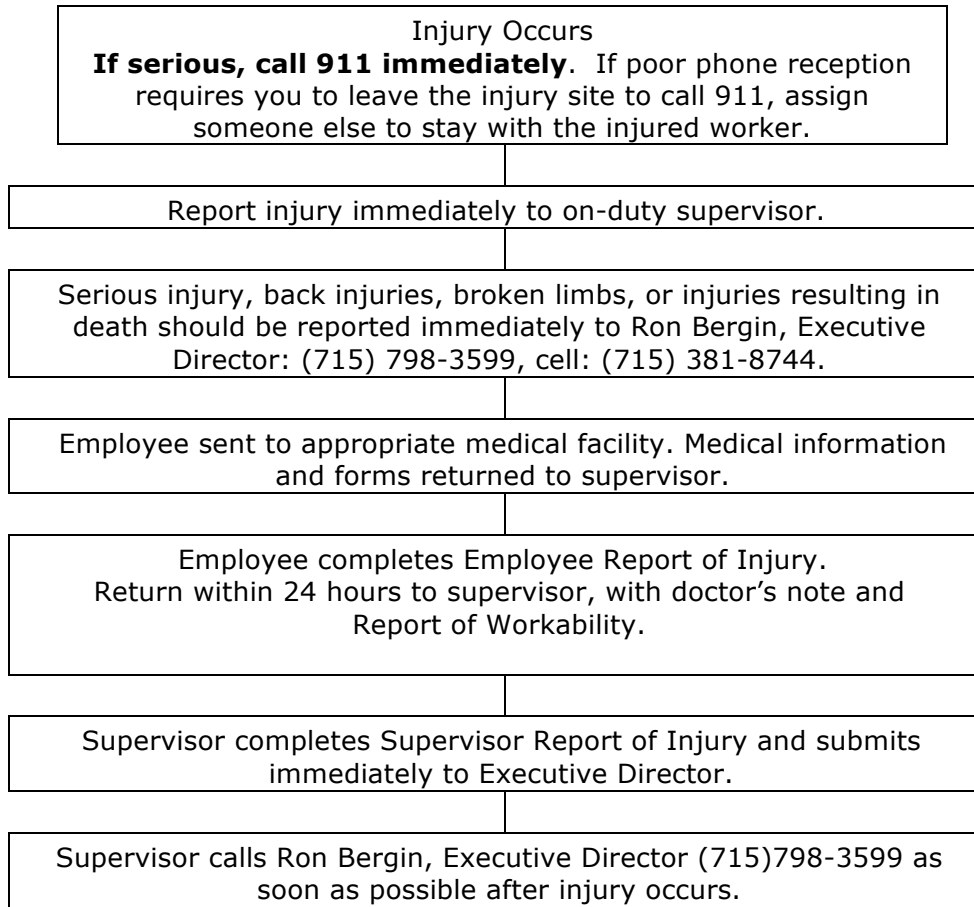 Injury Occurs
If serious, call 911 immediately.  If poor phone reception
requires you to leave the injury site to call 911, assign
someone else to stay with the injured worker.
Report injury immediately to on-duty supervisor.
Serious injury, back injuries, broken limbs, or injuries resulting in
death should be reported immediately to Ron Bergin, Executive
Director: (715) 798-3599, cell: (715) 381-8744.
Employee sent to appropriate medical facility. Medical information
and forms returned to supervisor.
Employee completes Employee Report of Injury.
Return within 24 hours to supervisor, with doctor’s note and
Report of Workability.
Supervisor completes Supervisor Report of Injury and submits
immediately to Executive Director.
Supervisor calls Ron Bergin, Executive Director (715)798-3599 as
soon as possible after injury occurs.